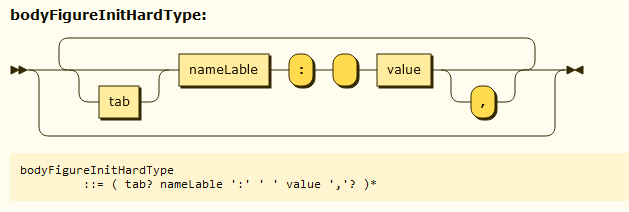 bodyFigureInitHardType:
nameLable : value
tab ,
bodyFigureInitHardType
::= ( tab? nameLable ':' ' ' value ','? )*